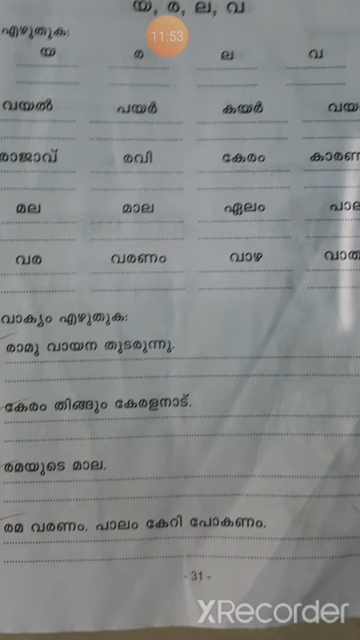 യ, ര, ല, വ
എഴുതുക:
11:53
യ ര ല വ
വയൽ പയർ കയർ
രാജാവ് രവി കേരം
മല മാല ഏലം
വര വരണം വാഴ
വാക്യം എഴുതുക:
രാമു വായന തുടരുന്നു.
കേരം തിങ്ങും കേരളനാട്.
രമയുടെ മാല.
രമ വരണം. പാലം കേറി പോകണം.
- 31 -
XRecorder